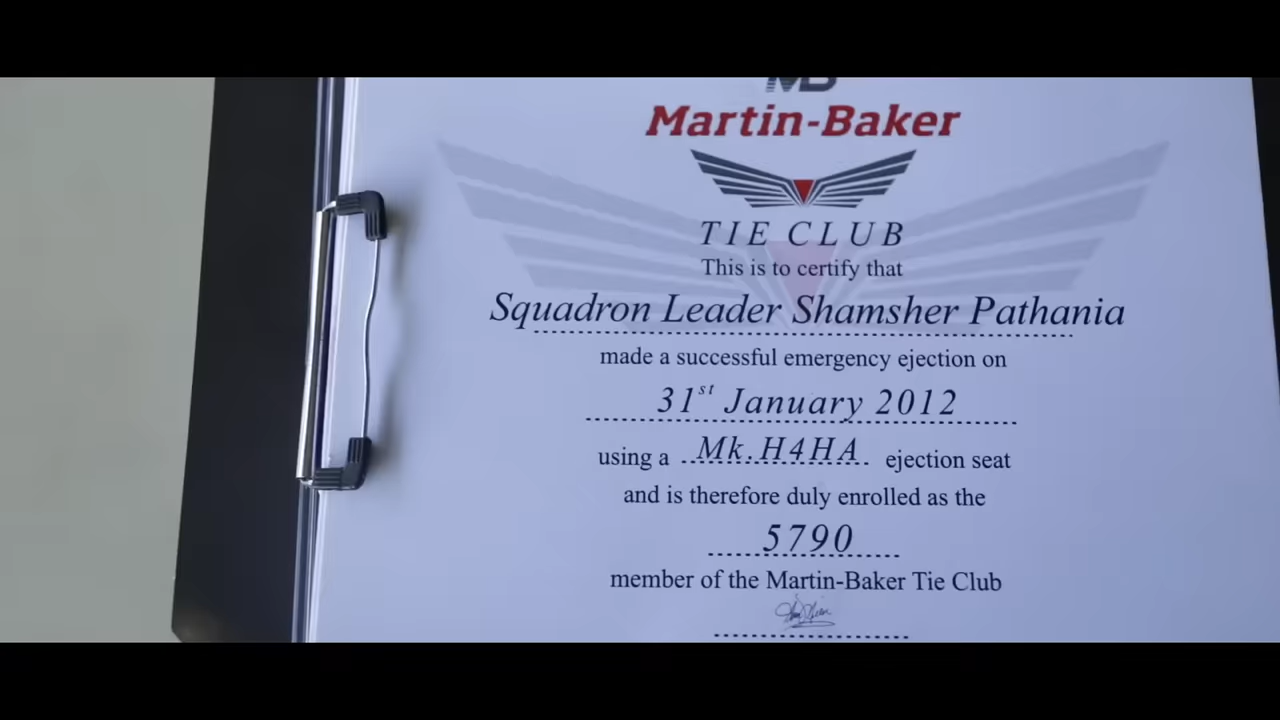 MB
Martin-Baker
TIE CLUB
This is to certify that
Squadron Leader Shamsher Pathania
made a successful emergency ejection on
31st January 2012
using a Mk.H4HA ejection seat
and is therefore duly enrolled as the
5790
member of the Martin-Baker Tie Club